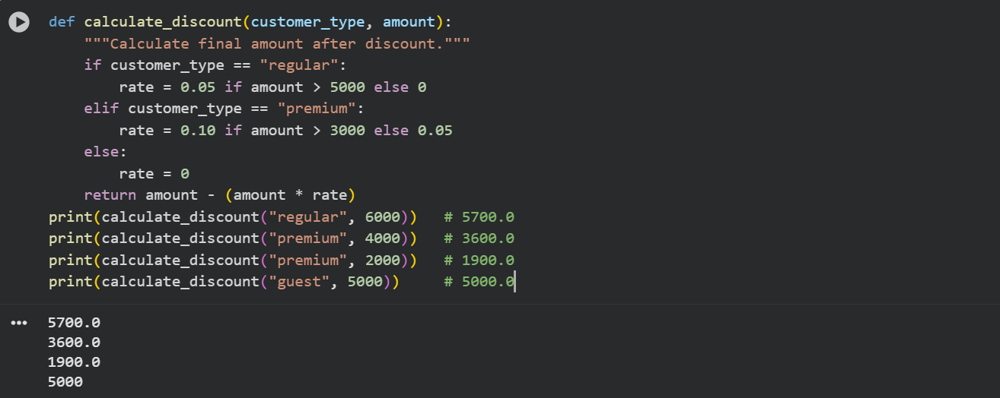 def calculate_discount(customer_type, amount):
    """Calculate final amount after discount."""
    if customer_type == "regular":
        rate = 0.05 if amount > 5000 else 0
    elif customer_type == "premium":
        rate = 0.10 if amount > 3000 else 0.05
    else:
        rate = 0
    return amount - (amount * rate)
print(calculate_discount("regular", 6000))   # 5700.0
print(calculate_discount("premium", 4000))   # 3600.0
print(calculate_discount("premium", 2000))   # 1900.0
print(calculate_discount("guest", 5000))     # 5000.0
5700.0
3600.0
1900.0
5000